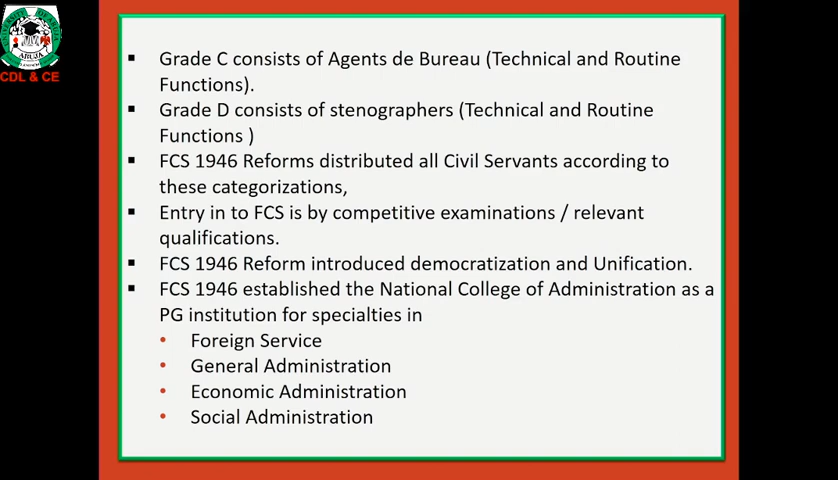 ABUJA
CDL & CE
▪ Grade C consists of Agents de Bureau (Technical and Routine
Functions).
▪ Grade D consists of stenographers (Technical and Routine
Functions )
▪ FCS 1946 Reforms distributed all Civil Servants according to
these categorizations,
▪ Entry in to FCS is by competitive examinations / relevant
qualifications.
▪ FCS 1946 Reform introduced democratization and Unification.
▪ FCS 1946 established the National College of Administration as a
PG institution for specialties in
• Foreign Service
• General Administration
• Economic Administration
• Social Administration